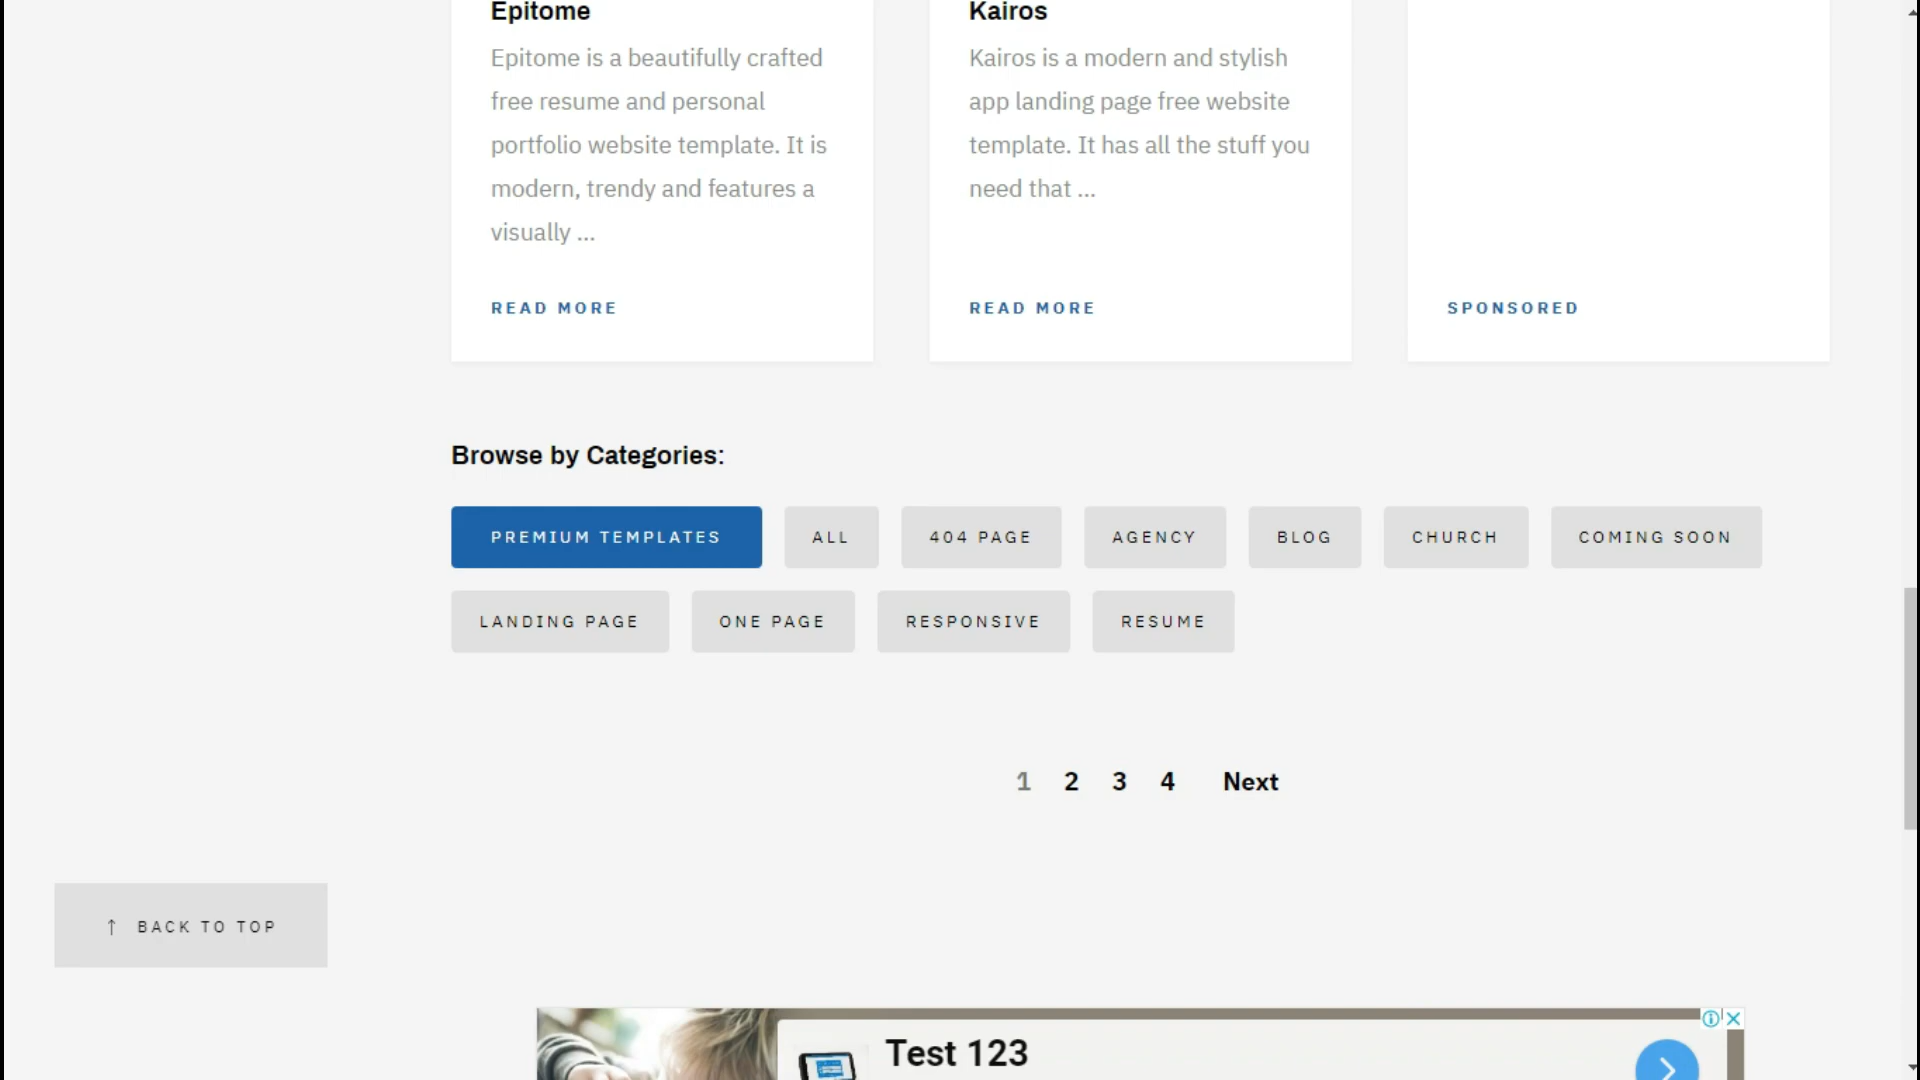 Epitome
Epitome is a beautifully crafted
free resume and personal
portfolio website template. It is
modern, trendy and features a
visually ...
READ MORE
Kairos
Kairos is a modern and stylish
app landing page free website
template. It has all the stuff you
need that ...
READ MORE
SPONSORED
Browse by Categories:
PREMIUM TEMPLATES
ALL
404 PAGE
AGENCY
BLOG
CHURCH
COMING SOON
LANDING PAGE
ONE PAGE
RESPONSIVE
RESUME
1 2 3 4 Next
↑ BACK TO TOP
Test 123